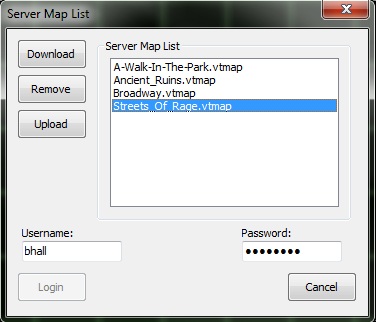 Server Map List
Download
Remove
Upload
Server Map List
A-Walk-In-The-Park.vtmap
Ancient_Ruins.vtmap
Broadway.vtmap
Streets_Of_Rage.vtmap
Username:
bhall
Password:
●●●●●●●●
Login
Cancel